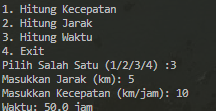 1. Hitung Kecepatan
2. Hitung Jarak
3. Hitung Waktu
4. Exit
Pilih Salah Satu (1/2/3/4) :3
Masukkan Jarak (km): 5
Masukkan Kecepatan (km/jam): 10
Waktu: 50.0 jam